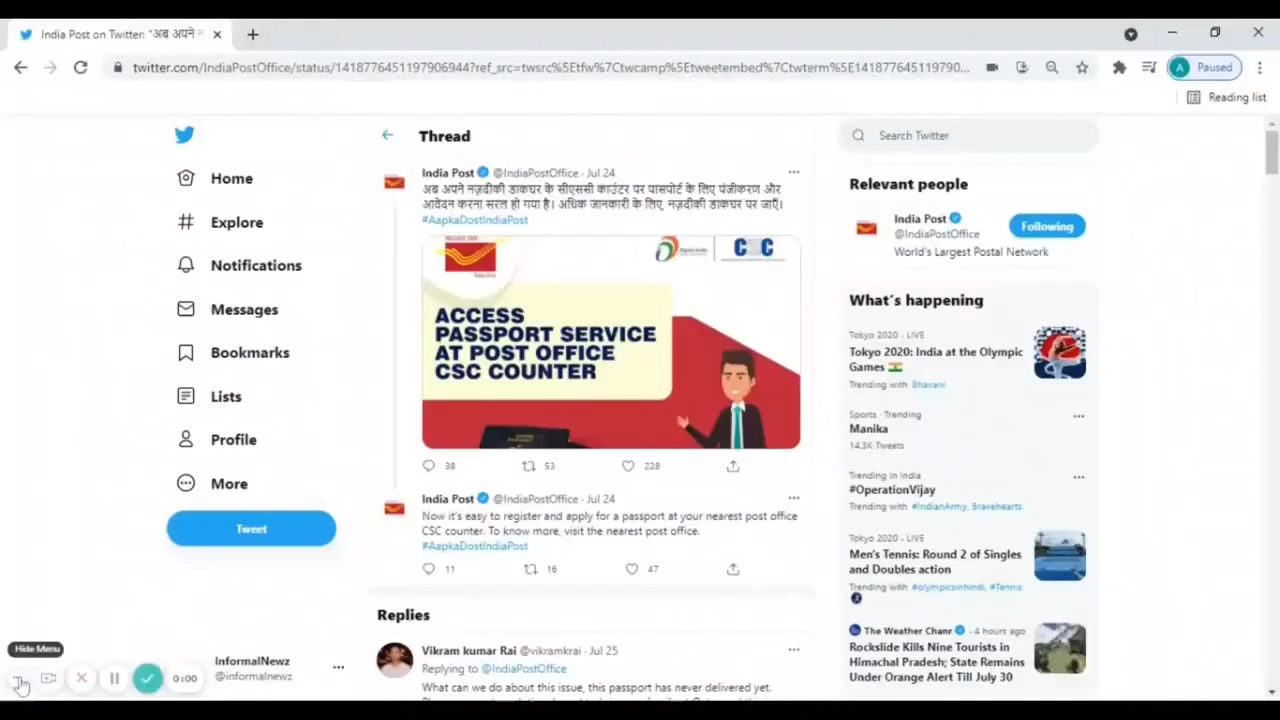 India Post on Twitter: "अब अपने
twitter.com/IndiaPostOffice/status/1418776451197906944?ref_src=twsrc%5Etfw%7Ctwcamp%5Etweetembed%7Ctwterm%5E141877645119790...
A Paused
Reading list
Home
Explore
Notifications
Messages
Bookmarks
Lists
Profile
More
Tweet
Hide Menu
0:00
InformalNewz
@informalnewz
Thread
India Post @IndiaPostOffice · Jul 24
अब अपने नज़दीकी डाकघर के सीएससी काउंटर पर पासपोर्ट के लिए पंजीकरण और
आवेदन करना सरल हो गया है। अधिक जानकारी के लिए, नज़दीकी डाकघर पर जाएँ।
#AapkaDostIndiaPost
Digital India
CSC
ACCESS
PASSPORT SERVICE
AT POST OFFICE
CSC COUNTER
38 53 228
India Post @IndiaPostOffice · Jul 24
Now it's easy to register and apply for a passport at your nearest post office
CSC counter. To know more, visit the nearest post office.
#AapkaDostIndiaPost
11 16 47
Replies
Vikram kumar Rai @vikramkrai · Jul 25
Replying to @IndiaPostOffice
What can we do about this issue, this passport has never delivered yet.
Search Twitter
Relevant people
India Post
@IndiaPostOffice
Following
World's Largest Postal Network
What's happening
Tokyo 2020 · LIVE
Tokyo 2020: India at the Olympic
Games
Trending with Bhavani
Sports · Trending
Manika
14.3K Tweets
Trending in India
#OperationVijay
Trending with #IndianArmy, Bravehearts
Tokyo 2020 · LIVE
Men's Tennis: Round 2 of Singles
and Doubles action
Trending with #olympicsinhindi, #Tennis
The Weather Chanr · 4 hours ago
Rockslide Kills Nine Tourists in
Himachal Pradesh; State Remains
Under Orange Alert Till July 30